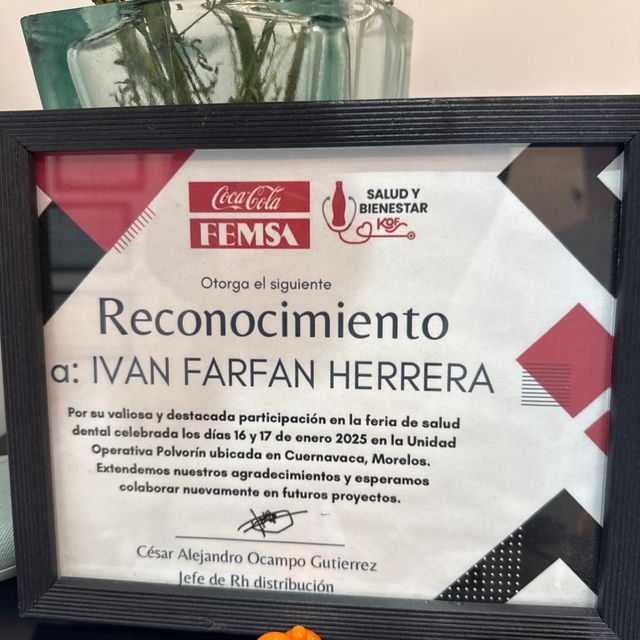 Coca-Cola
FEMSA
SALUD Y
BIENESTAR
KOF
Otorga el siguiente
Reconocimiento
a: IVAN FARFAN HERRERA
Por su valiosa y destacada participación en la feria de salud
dental celebrada los días 16 y 17 de enero 2025 en la Unidad
Operativa Polvorín ubicada en Cuernavaca, Morelos.
Extendemos nuestros agradecimientos y esperamos
colaborar nuevamente en futuros proyectos.
César Alejandro Ocampo Gutierrez
Jefe de Rh distribución